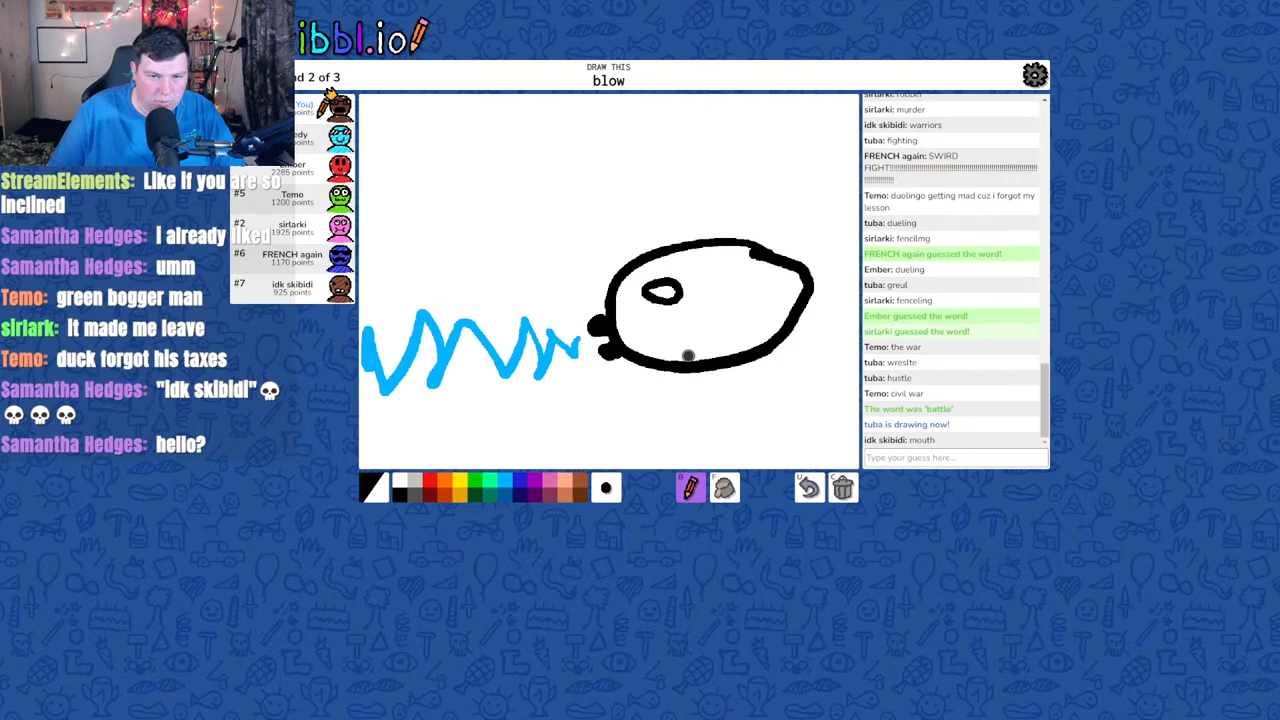 ibbl.io
nd 2 of 3
DRAW THIS
blow
You)
points
edy
points
Ember
2285 points
#5 Temo
1200 points
#2 sirlarki
1925 points
#6 FRENCH again
1170 points
#7 idk skibidi
925 points
StreamElements: Like if you are so
inclined
Samantha Hedges: I already liked
Samantha Hedges: umm
Temo: green bogger man
sirlark: It made me leave
Temo: duck forgot his taxes
Samantha Hedges: "idk skibidi"💀
💀💀💀
Samantha Hedges: hello?
sirlarki: robber
sirlarki: murder
idk skibidi: warriors
tuba: fighting
FRENCH again: SWIRD
Temo: duolingo getting mad cuz i forgot my
lesson
tuba: dueling
sirlarki: fencilmg
FRENCH again guessed the word!
Ember: dueling
tuba: greul
sirlarki: fenceling
Ember guessed the word!
sirlarki guessed the word!
Temo: the war
tuba: wreslte
tuba: hustle
Temo: civil war
The word was 'battle'
tuba is drawing now!
idk skibidi: mouth
Type your guess here...
B
F
U
C